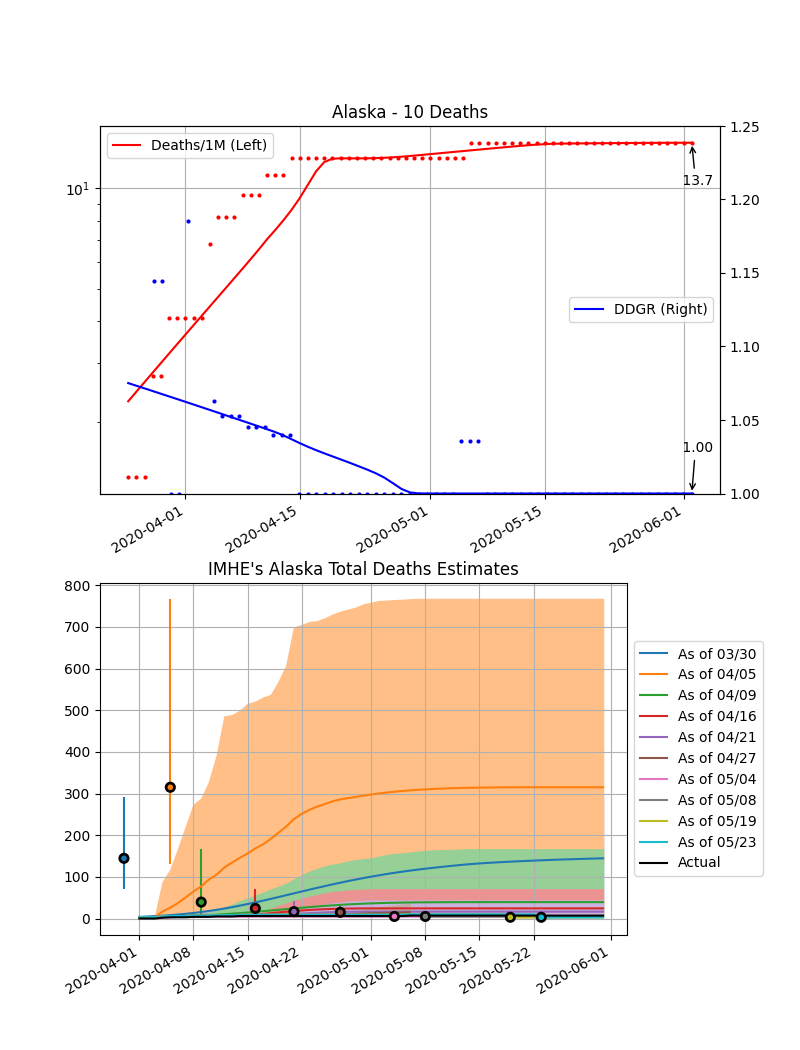 Alaska - 10 Deaths
Deaths/1M (Left)
DDGR (Right)
10^1
1.25
1.20
1.15
1.10
1.05
1.00
13.7
1.00
2020-04-01
2020-04-15
2020-05-01
2020-05-15
2020-06-01
IMHE's Alaska Total Deaths Estimates
800
700
600
500
400
300
200
100
0
2020-04-01
2020-04-08
2020-04-15
2020-04-22
2020-05-01
2020-05-08
2020-05-15
2020-05-22
2020-06-01
As of 03/30
As of 04/05
As of 04/09
As of 04/16
As of 04/21
As of 04/27
As of 05/04
As of 05/08
As of 05/19
As of 05/23
Actual